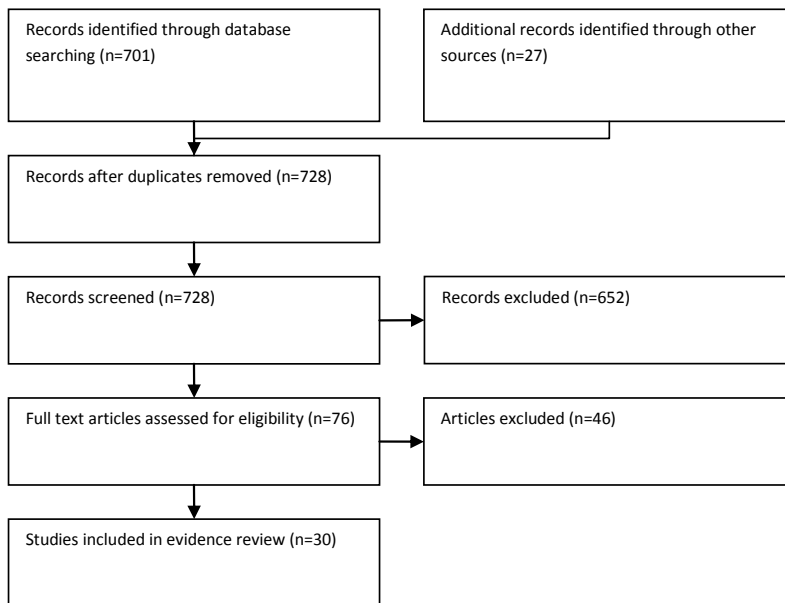 Records identified through database
searching (n=701)
Additional records identified through other
sources (n=27)
Records after duplicates removed (n=728)
Records screened (n=728)
Records excluded (n=652)
Full text articles assessed for eligibility (n=76)
Articles excluded (n=46)
Studies included in evidence review (n=30)